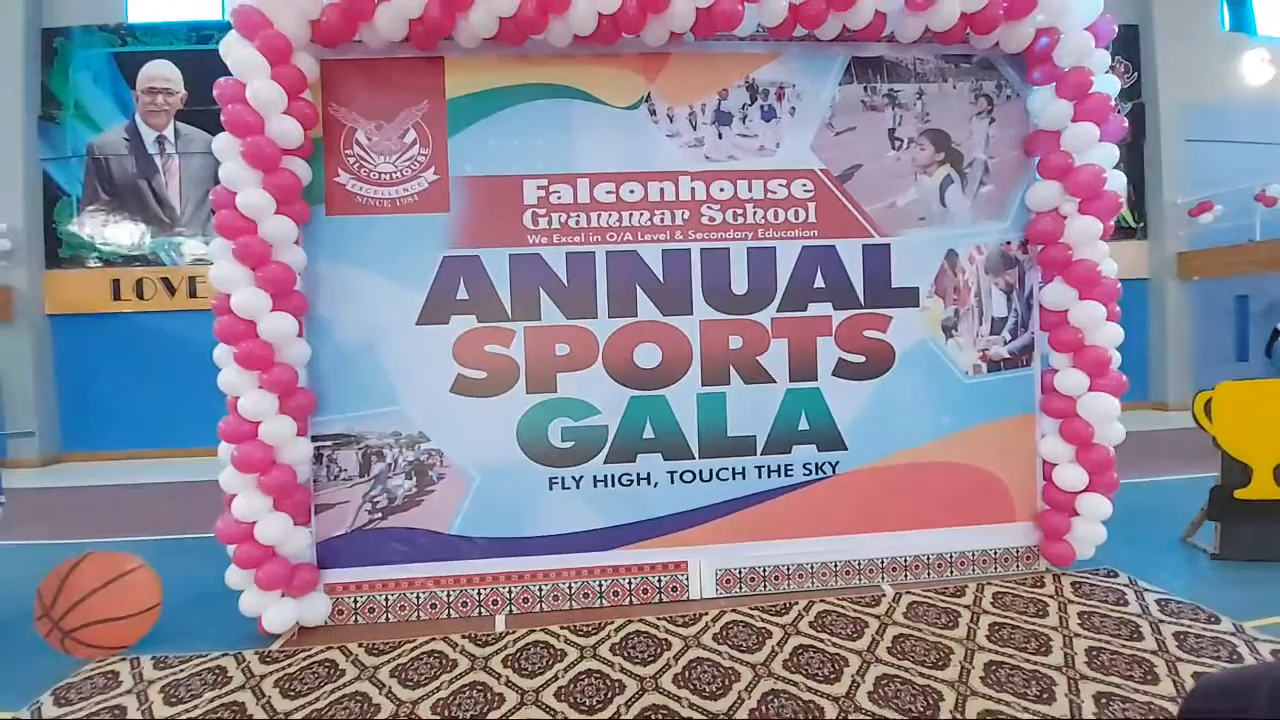 FALCONHOUSE
EXCELLENCE
SINCE 1984
Falconhouse
Grammar School
We Excel in O/A Level & Secondary Education
ANNUAL
SPORTS
GALA
FLY HIGH, TOUCH THE SKY
LOVE